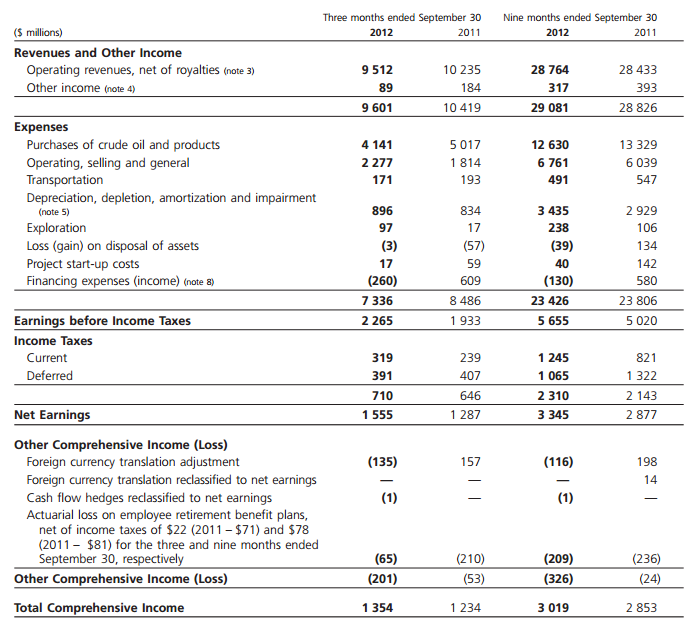 Three months ended September 30 Nine months ended September 30
($ millions) 2012 2011 2012 2011
Revenues and Other Income
Operating revenues, net of royalties (note 3) 9 512 10 235 28 764 28 433
Other income (note 4) 89 184 317 393
9 601 10 419 29 081 28 826
Expenses
Purchases of crude oil and products 4 141 5 017 12 630 13 329
Operating, selling and general 2 277 1 814 6 761 6 039
Transportation 171 193 491 547
Depreciation, depletion, amortization and impairment
(note 5) 896 834 3 435 2 929
Exploration 97 17 238 106
Loss (gain) on disposal of assets (3) (57) (39) 134
Project start-up costs 17 59 40 142
Financing expenses (income) (note 8) (260) 609 (130) 580
7 336 8 486 23 426 23 806
Earnings before Income Taxes 2 265 1 933 5 655 5 020
Income Taxes
Current 319 239 1 245 821
Deferred 391 407 1 065 1 322
710 646 2 310 2 143
Net Earnings 1 555 1 287 3 345 2 877
Other Comprehensive Income (Loss)
Foreign currency translation adjustment (135) 157 (116) 198
Foreign currency translation reclassified to net earnings — — — 14
Cash flow hedges reclassified to net earnings (1) — (1) —
Actuarial loss on employee retirement benefit plans,
net of income taxes of $22 (2011 – $71) and $78
(2011 – $81) for the three and nine months ended
September 30, respectively (65) (210) (209) (236)
Other Comprehensive Income (Loss) (201) (53) (326) (24)
Total Comprehensive Income 1 354 1 234 3 019 2 853